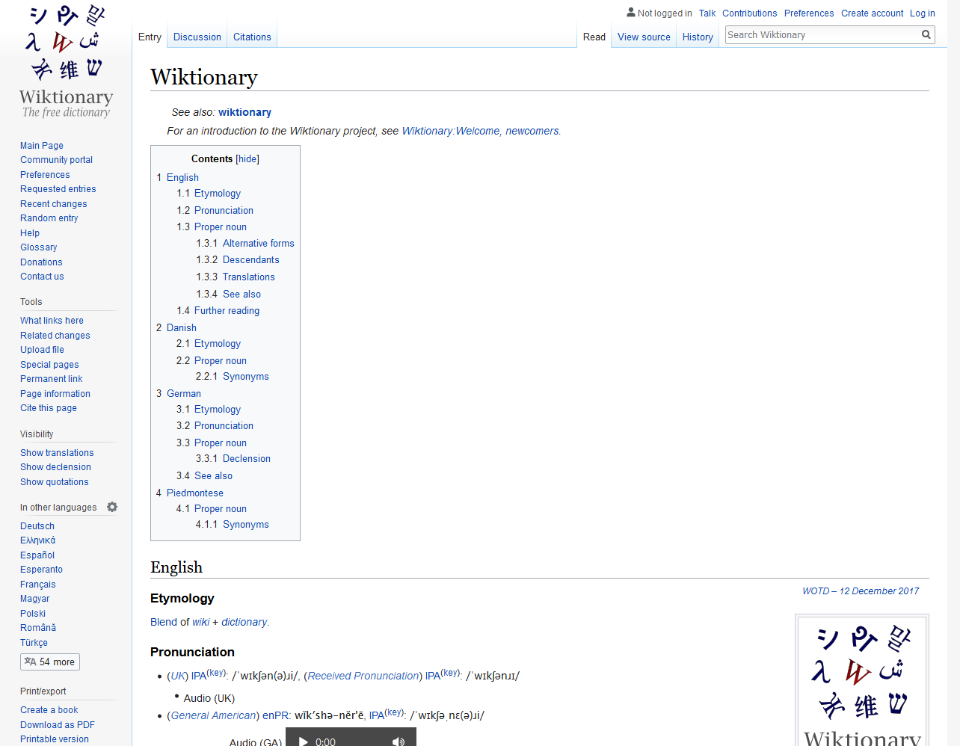 シ ጦ 말
λ W ش
้
维 ש
Wiktionary
The free dictionary
Not logged in Talk Contributions Preferences Create account Log in
Entry Discussion Citations Read View source History Search Wiktionary
Main Page
Community portal
Preferences
Requested entries
Recent changes
Random entry
Help
Glossary
Donations
Contact us
Tools
What links here
Related changes
Upload file
Special pages
Permanent link
Page information
Cite this page
Visibility
Show translations
Show declension
Show quotations
In other languages
Deutsch
Ελληνικά
Español
Esperanto
Français
Magyar
Polski
Română
Türkçe
54 more
Print/export
Create a book
Download as PDF
Printable version
Wiktionary
See also: wiktionary
For an introduction to the Wiktionary project, see Wiktionary:Welcome, newcomers.
Contents [hide]
1 English
1.1 Etymology
1.2 Pronunciation
1.3 Proper noun
1.3.1 Alternative forms
1.3.2 Descendants
1.3.3 Translations
1.3.4 See also
1.4 Further reading
2 Danish
2.1 Etymology
2.2 Proper noun
2.2.1 Synonyms
3 German
3.1 Etymology
3.2 Pronunciation
3.3 Proper noun
3.3.1 Declension
3.4 See also
4 Piedmontese
4.1 Proper noun
4.1.1 Synonyms
English
WOTD – 12 December 2017
Etymology
Blend of wiki + dictionary.
Pronunciation
• (UK) IPA(key): /ˈwɪkʃən(ə)ɹi/, (Received Pronunciation) IPA(key): /ˈwɪkʃənɹɪ/
• Audio (UK)
• (General American) enPR: wĭk′shə-nĕr'ē, IPA(key): /ˈwɪkʃəˌnɛ(ə)ɹi/
Audio (GA) 0:00
シ 말
λ W ش
维 ש
Wiktionary